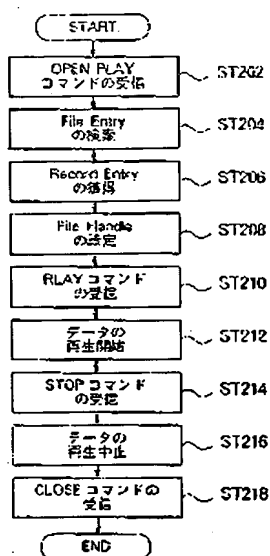 START
OPEN PLAY
コマンドの受信
ST202
File Entry
の検索
ST204
Record Entry
の獲得
ST206
File Handle
の設定
ST208
RLAY コマンド
の受信
ST210
データの
再生開始
ST212
STOP コマンド
の受信
ST214
データの
再生中止
ST216
CLOSE コマンドの
受信
ST218
END